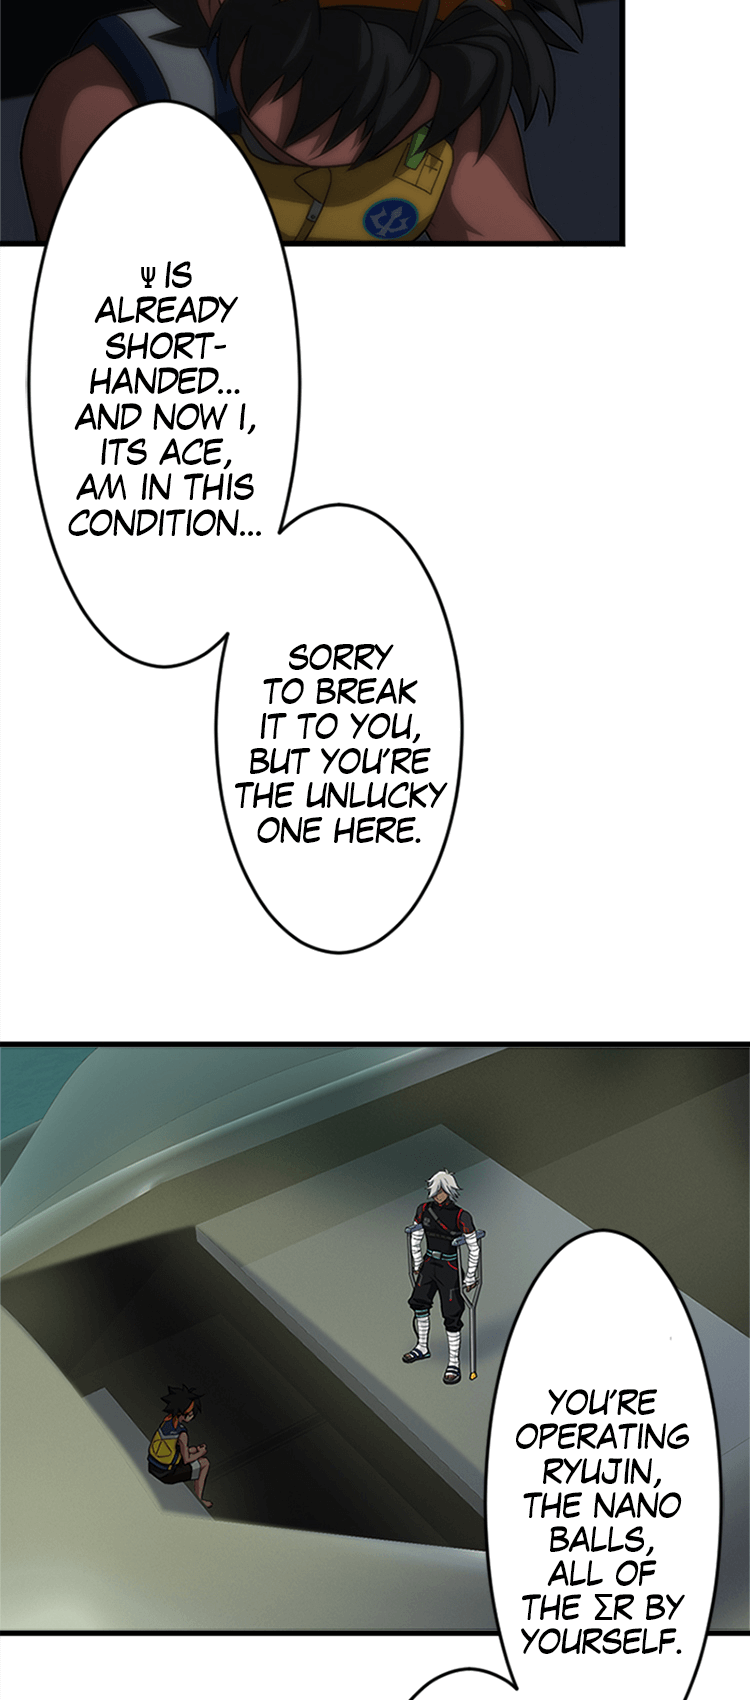 Ψ IS
ALREADY
SHORT-
HANDED...
AND NOW I,
ITS ACE,
AM IN THIS
CONDITION...
SORRY
TO BREAK
IT TO YOU,
BUT YOU'RE
THE UNLUCKY
ONE HERE.
YOU'RE
OPERATING
RYUJIN,
THE NANO
BALLS,
ALL OF
THE ΣR BY
YOURSELF.